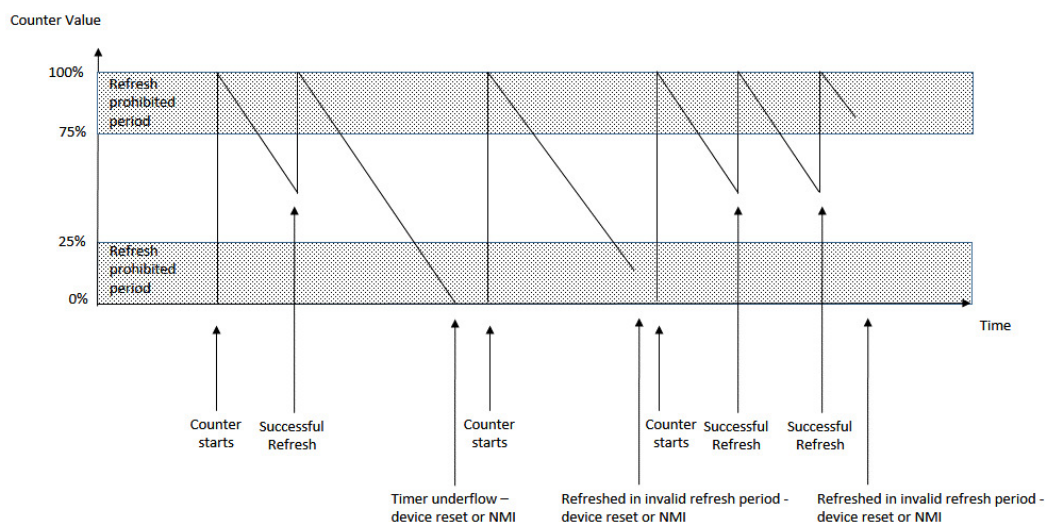 Counter Value
100%
Refresh
prohibited
period
75%
25%
Refresh
prohibited
period
0%
Time
Counter
starts
Successful
Refresh
Counter
starts
Counter
starts
Successful
Refresh
Successful
Refresh
Timer underflow –
device reset or NMI
Refreshed in invalid refresh period -
device reset or NMI
Refreshed in invalid refresh period -
device reset or NMI